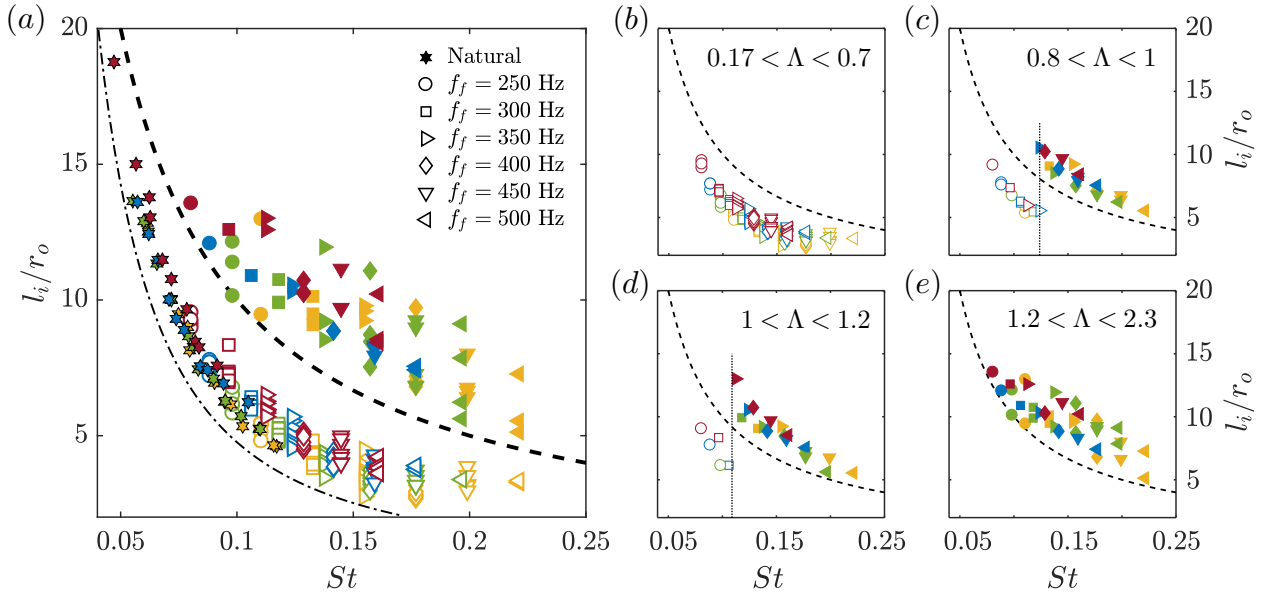 (a)
20
15
10
5
l_i/r_o
0.05 0.1 0.15 0.2 0.25
St
Natural
f_f = 250 Hz
f_f = 300 Hz
f_f = 350 Hz
f_f = 400 Hz
f_f = 450 Hz
f_f = 500 Hz
(b)
0.17 < Λ < 0.7
(c)
0.8 < Λ < 1
20
15
10
5
l_i/r_o
(d)
1 < Λ < 1.2
0.05 0.15 0.25
St
(e)
1.2 < Λ < 2.3
20
15
10
5
l_i/r_o
0.05 0.15 0.25
St